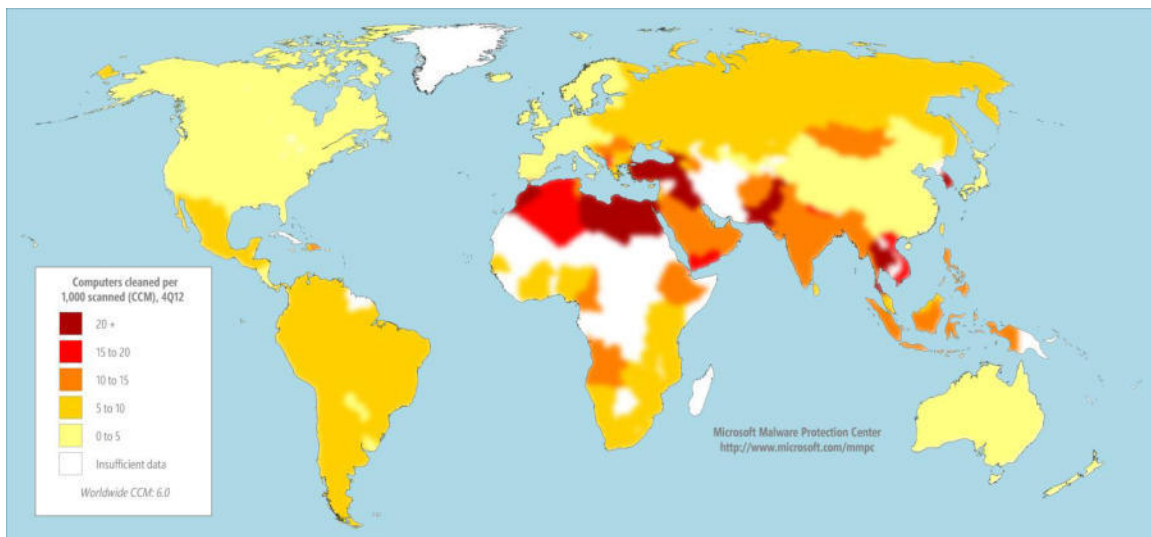 Computers cleaned per
1,000 scanned (CCM), 4Q12
20 +
15 to 20
10 to 15
5 to 10
0 to 5
Insufficient data
Worldwide CCM: 6.0
Microsoft Malware Protection Center
http://www.microsoft.com/mmpc